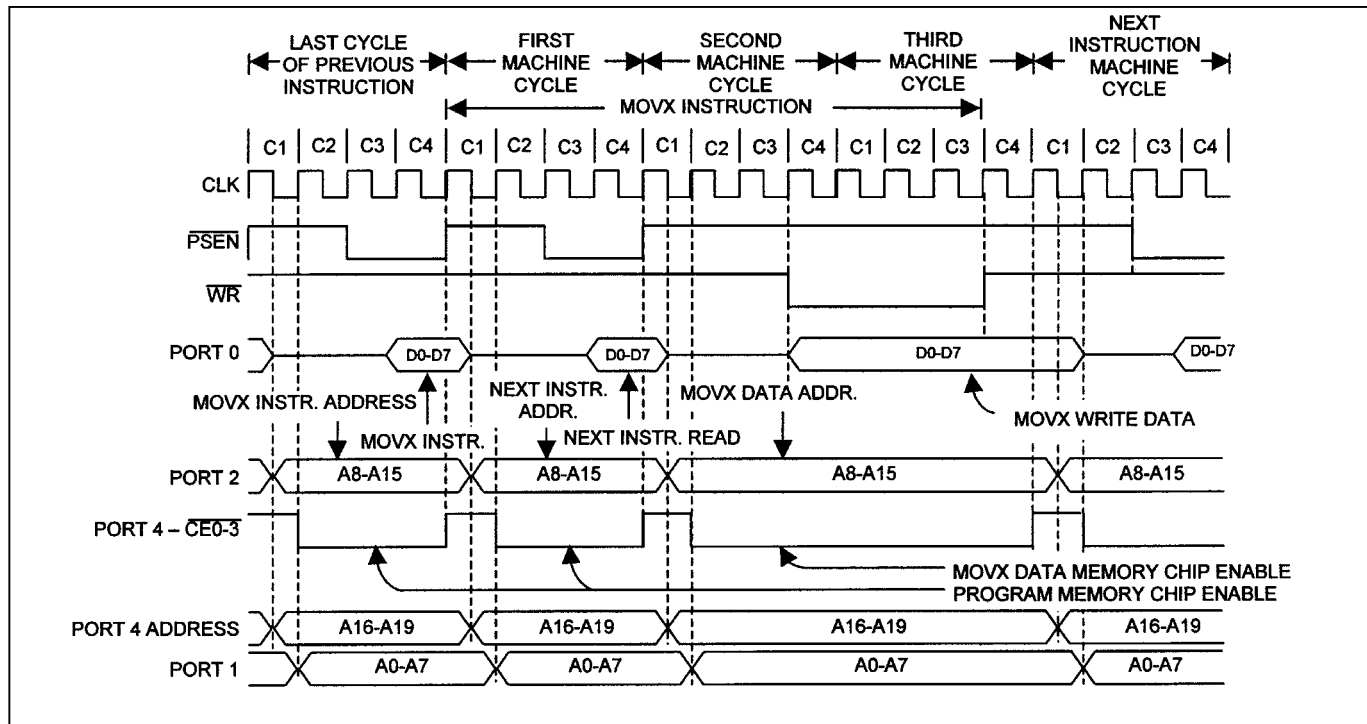 LAST CYCLE OF PREVIOUS INSTRUCTION
FIRST MACHINE CYCLE
SECOND MACHINE CYCLE
THIRD MACHINE CYCLE
NEXT INSTRUCTION MACHINE CYCLE
MOVX INSTRUCTION
C1 C2 C3 C4 C1 C2 C3 C4 C1 C2 C3 C4 C1 C2 C3 C4 C1 C2 C3 C4
CLK
PSEN
WR
PORT 0 D0-D7 D0-D7 D0-D7 D0-D7
MOVX INSTR. ADDRESS
MOVX INSTR.
NEXT INSTR. ADDR.
NEXT INSTR. READ
MOVX DATA ADDR.
MOVX WRITE DATA
PORT 2 A8-A15 A8-A15 A8-A15 A8-A15
PORT 4 – CE0-3
MOVX DATA MEMORY CHIP ENABLE
PROGRAM MEMORY CHIP ENABLE
PORT 4 ADDRESS A16-A19 A16-A19 A16-A19 A16-A19
PORT 1 A0-A7 A0-A7 A0-A7 A0-A7